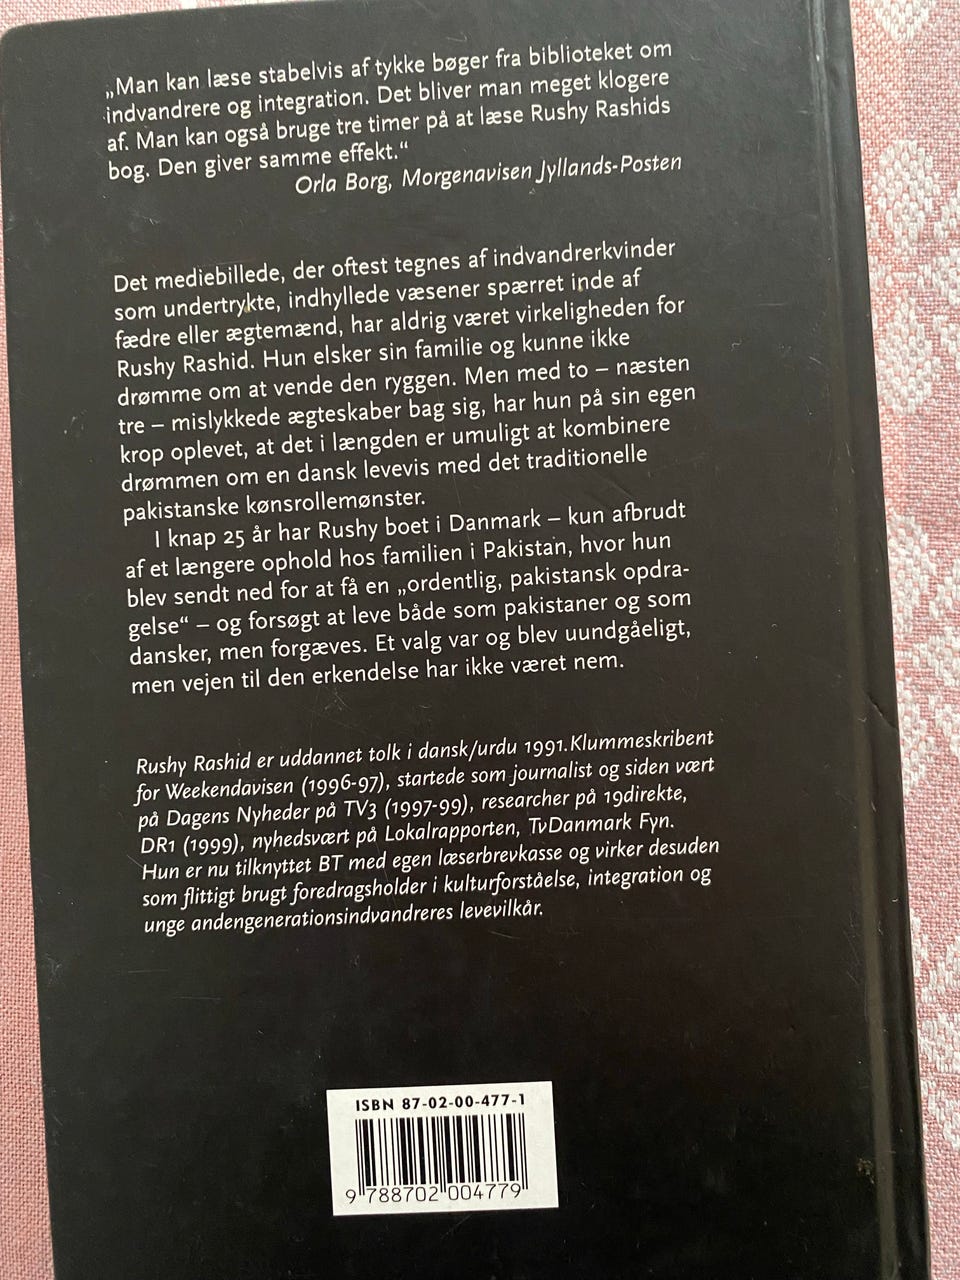 „Man kan læse stabelvis af tykke bøger fra biblioteket om
indvandrere og integration. Det bliver man meget klogere
af. Man kan også bruge tre timer på at læse Rushy Rashids
bog. Den giver samme effekt.“
Orla Borg, Morgenavisen Jyllands-Posten
Det mediebillede, der oftest tegnes af indvandrerkvinder
som undertrykte, indhyllede væsener spærret inde af
fædre eller ægtemænd, har aldrig været virkeligheden for
Rushy Rashid. Hun elsker sin familie og kunne ikke
drømme om at vende den ryggen. Men med to – næsten
tre – mislykkede ægteskaber bag sig, har hun på sin egen
krop oplevet, at det i længden er umuligt at kombinere
drømmen om en dansk levevis med det traditionelle
pakistanske kønsrollemønster.
I knap 25 år har Rushy boet i Danmark – kun afbrudt
af et længere ophold hos familien i Pakistan, hvor hun
blev sendt ned for at få en „ordentlig, pakistansk opdra-
gelse“ – og forsøgt at leve både som pakistaner og som
dansker, men forgæves. Et valg var og blev uundgåeligt,
men vejen til den erkendelse har ikke været nem.
Rushy Rashid er uddannet tolk i dansk/urdu 1991.Klummeskribent
for Weekendavisen (1996-97), startede som journalist og siden vært
på Dagens Nyheder på TV3 (1997-99), researcher på 19direkte,
DR1 (1999), nyhedsvært på Lokalrapporten, TvDanmark Fyn.
Hun er nu tilknyttet BT med egen læserbrevkasse og virker desuden
som flittigt brugt foredragsholder i kulturforståelse, integration og
unge andengenerationsindvandreres levevilkår.
ISBN 87-02-00-477-1
9 788702 004779